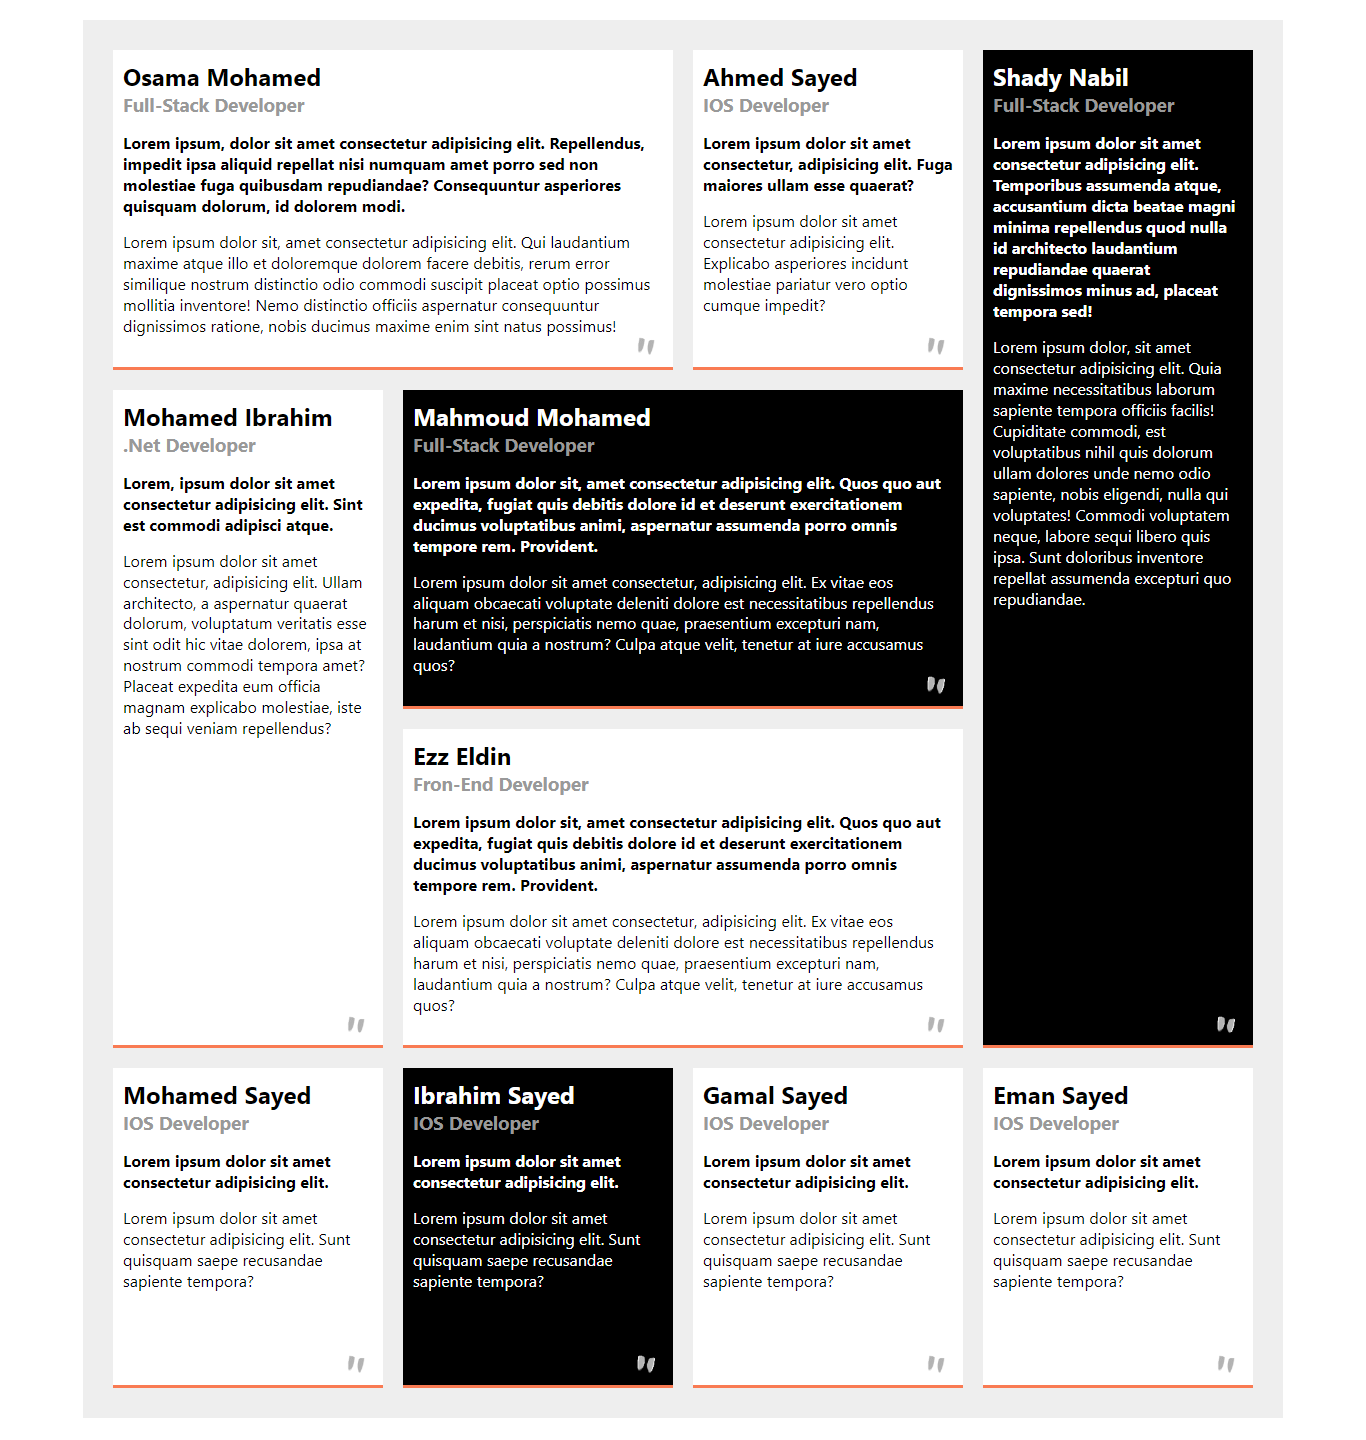 Osama Mohamed
Full-Stack Developer
Lorem ipsum, dolor sit amet consectetur adipisicing elit. Repellendus,
impedit ipsa aliquid repellat nisi numquam amet porro sed non
molestiae fuga quibusdam repudiandae? Consequuntur asperiores
quisquam dolorum, id dolorem modi.
Lorem ipsum dolor sit, amet consectetur adipisicing elit. Qui laudantium
maxime atque illo et doloremque dolorem facere debitis, rerum error
similique nostrum distinctio odio commodi suscipit placeat optio possimus
mollitia inventore! Nemo distinctio officiis aspernatur consequuntur
dignissimos ratione, nobis ducimus maxime enim sint natus possimus!
"
Ahmed Sayed
IOS Developer
Lorem ipsum dolor sit amet
consectetur, adipisicing elit. Fuga
maiores ullam esse quaerat?
Lorem ipsum dolor sit amet
consectetur adipisicing elit.
Explicabo asperiores incidunt
molestiae pariatur vero optio
cumque impedit?
"
Shady Nabil
Full-Stack Developer
Lorem ipsum dolor sit amet
consectetur adipisicing elit.
Temporibus assumenda atque,
accusantium dicta beatae magni
minima repellendus quod nulla
id architecto laudantium
repudiandae quaerat
dignissimos minus ad, placeat
tempora sed!
Lorem ipsum dolor, sit amet
consectetur adipisicing elit. Quia
maxime necessitatibus laborum
sapiente tempora officiis facilis!
Cupiditate commodi, est
voluptatibus nihil quis dolorum
ullam dolores unde nemo odio
sapiente, nobis eligendi, nulla qui
voluptates! Commodi voluptatem
neque, labore sequi libero quis
ipsa. Sunt doloribus inventore
repellat assumenda excepturi quo
repudiandae.
"
Mohamed Ibrahim
.Net Developer
Lorem, ipsum dolor sit amet
consectetur adipisicing elit. Sint
est commodi adipisci atque.
Lorem ipsum dolor sit amet
consectetur, adipisicing elit. Ullam
architecto, a aspernatur quaerat
dolorum, voluptatum veritatis esse
sint odit hic vitae dolorem, ipsa at
nostrum commodi tempora amet?
Placeat expedita eum officia
magnam explicabo molestiae, iste
ab sequi veniam repellendus?
"
Mahmoud Mohamed
Full-Stack Developer
Lorem ipsum dolor sit, amet consectetur adipisicing elit. Quos quo aut
expedita, fugiat quis debitis dolore id et deserunt exercitationem
ducimus voluptatibus animi, aspernatur assumenda porro omnis
tempore rem. Provident.
Lorem ipsum dolor sit amet consectetur, adipisicing elit. Ex vitae eos
aliquam obcaecati voluptate deleniti dolore est necessitatibus repellendus
harum et nisi, perspiciatis nemo quae, praesentium excepturi nam,
laudantium quia a nostrum? Culpa atque velit, tenetur at iure accusamus
quos?
"
Ezz Eldin
Fron-End Developer
Lorem ipsum dolor sit, amet consectetur adipisicing elit. Quos quo aut
expedita, fugiat quis debitis dolore id et deserunt exercitationem
ducimus voluptatibus animi, aspernatur assumenda porro omnis
tempore rem. Provident.
Lorem ipsum dolor sit amet consectetur, adipisicing elit. Ex vitae eos
aliquam obcaecati voluptate deleniti dolore est necessitatibus repellendus
harum et nisi, perspiciatis nemo quae, praesentium excepturi nam,
laudantium quia a nostrum? Culpa atque velit, tenetur at iure accusamus
quos?
"
Mohamed Sayed
IOS Developer
Lorem ipsum dolor sit amet
consectetur adipisicing elit.
Lorem ipsum dolor sit amet
consectetur adipisicing elit. Sunt
quisquam saepe recusandae
sapiente tempora?
"
Ibrahim Sayed
IOS Developer
Lorem ipsum dolor sit amet
consectetur adipisicing elit.
Lorem ipsum dolor sit amet
consectetur adipisicing elit. Sunt
quisquam saepe recusandae
sapiente tempora?
"
Gamal Sayed
IOS Developer
Lorem ipsum dolor sit amet
consectetur adipisicing elit.
Lorem ipsum dolor sit amet
consectetur adipisicing elit. Sunt
quisquam saepe recusandae
sapiente tempora?
"
Eman Sayed
IOS Developer
Lorem ipsum dolor sit amet
consectetur adipisicing elit.
Lorem ipsum dolor sit amet
consectetur adipisicing elit. Sunt
quisquam saepe recusandae
sapiente tempora?
"